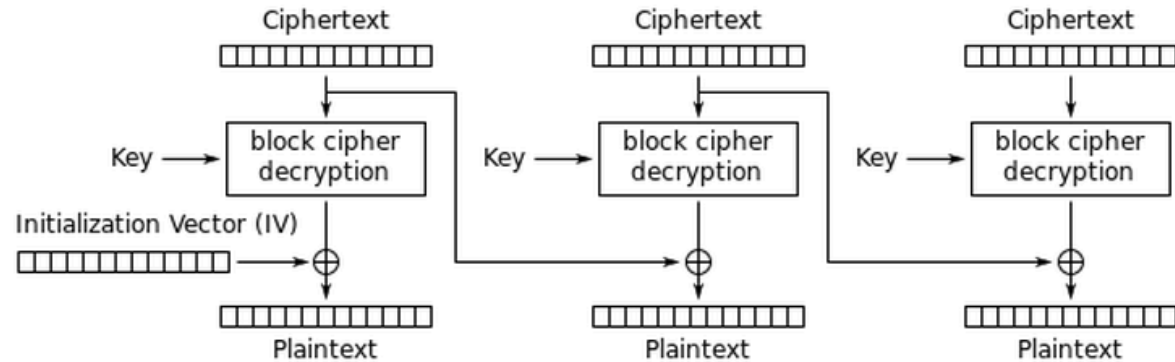 Ciphertext Ciphertext Ciphertext
Key block cipher decryption Key block cipher decryption Key block cipher decryption
Initialization Vector (IV)
Plaintext Plaintext Plaintext